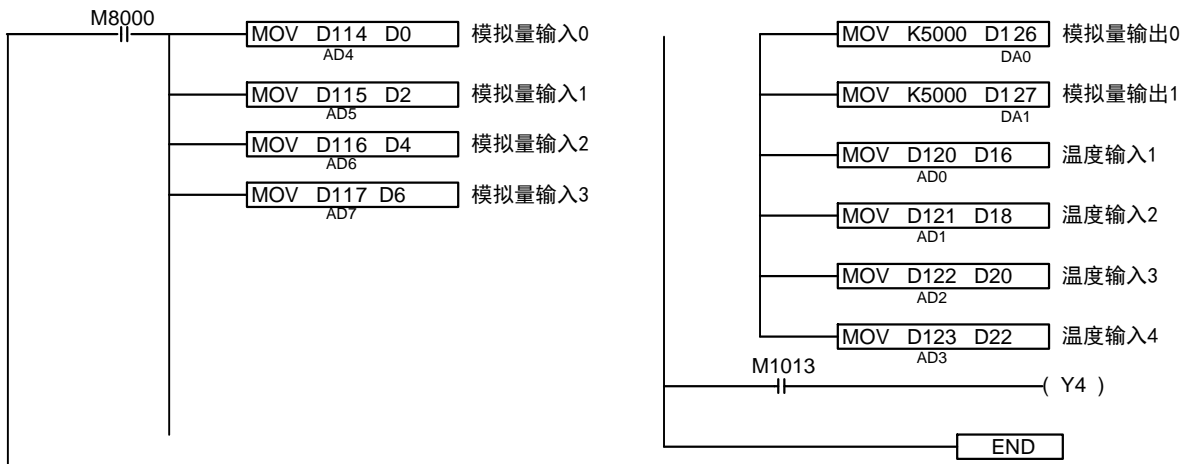 M8000
MOV D114 D0 模拟量输入0
AD4
MOV D115 D2 模拟量输入1
AD5
MOV D116 D4 模拟量输入2
AD6
MOV D117 D6 模拟量输入3
AD7
MOV K5000 D126 模拟量输出0
DA0
MOV K5000 D127 模拟量输出1
DA1
MOV D120 D16 温度输入1
AD0
MOV D121 D18 温度输入2
AD1
MOV D122 D20 温度输入3
AD2
MOV D123 D22 温度输入4
AD3
M1013
( Y4 )
END